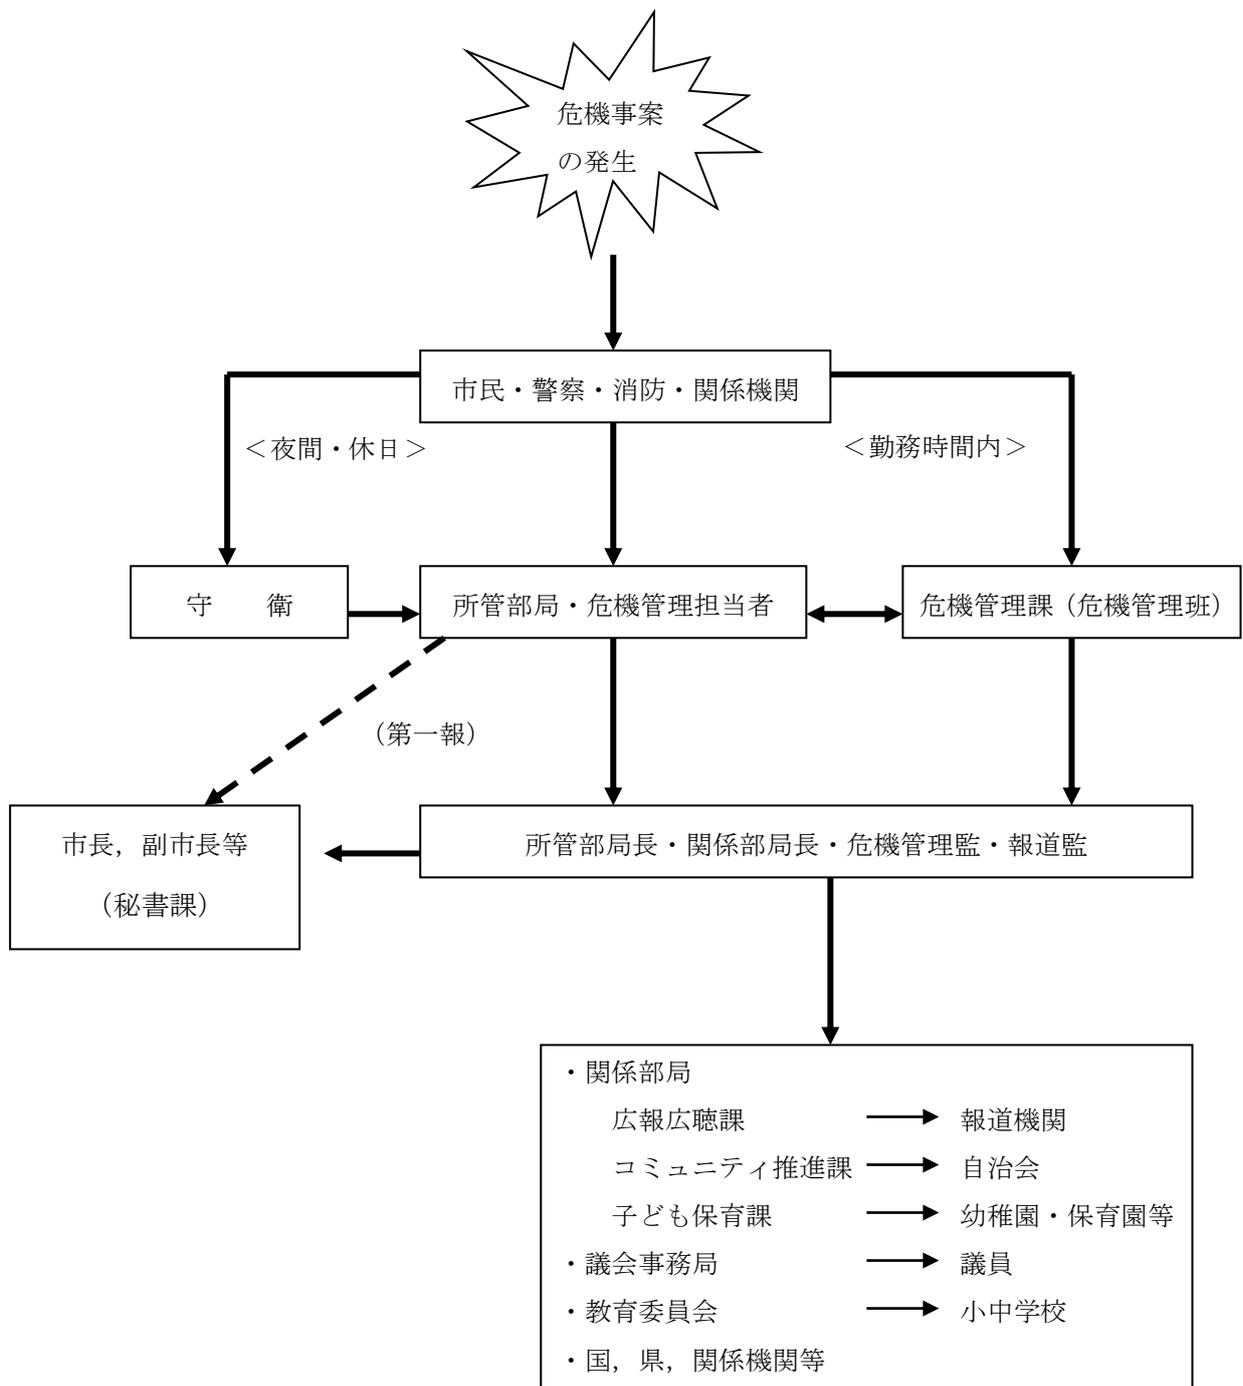 危機事案
の発生
市民・警察・消防・関係機関
＜夜間・休日＞
＜勤務時間内＞
守　　衛
所管部局・危機管理担当者
危機管理課（危機管理班）
（第一報）
市長，副市長等
（秘書課）
所管部局長・関係部局長・危機管理監・報道監
・関係部局
広報広聴課 報道機関
コミュニティ推進課 自治会
子ども保育課 幼稚園・保育園等
・議会事務局 議員
・教育委員会 小中学校
・国，県，関係機関等